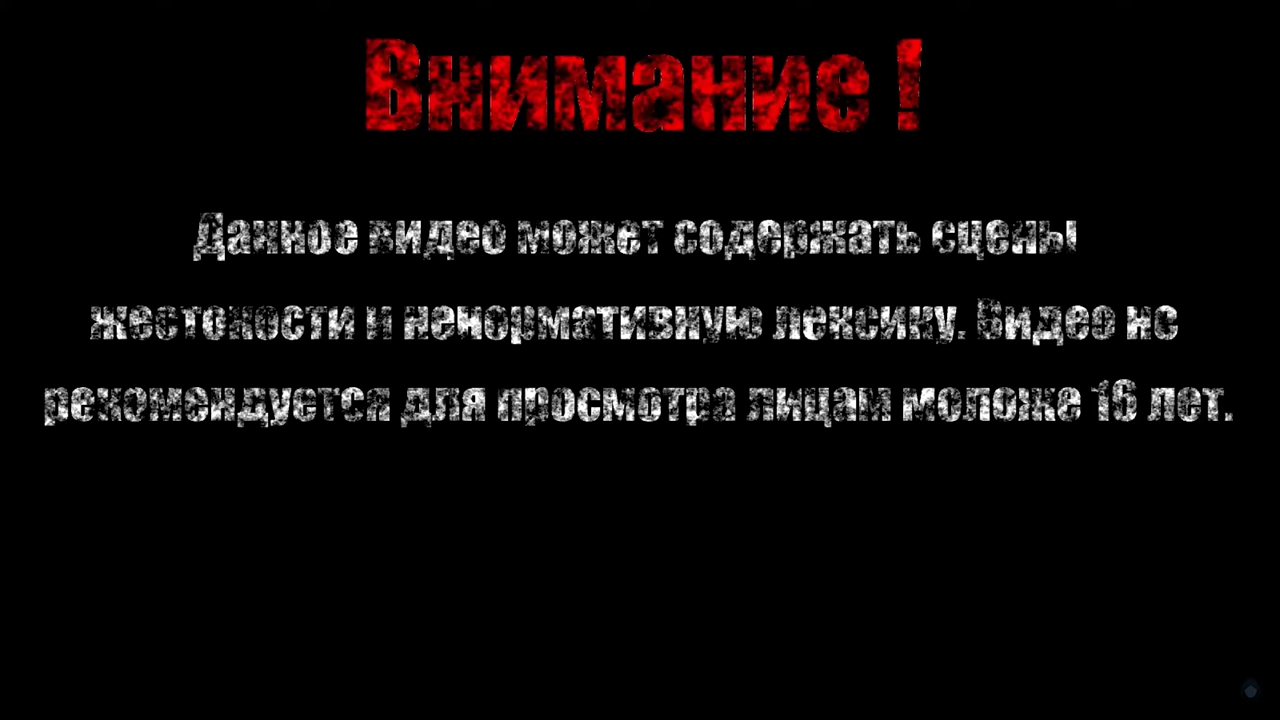 Внимание !
Данное видео может содержать сцены
жестокости и ненормативную лексику. Видео не
рекомендуется для просмотра лицам моложе 16 лет.